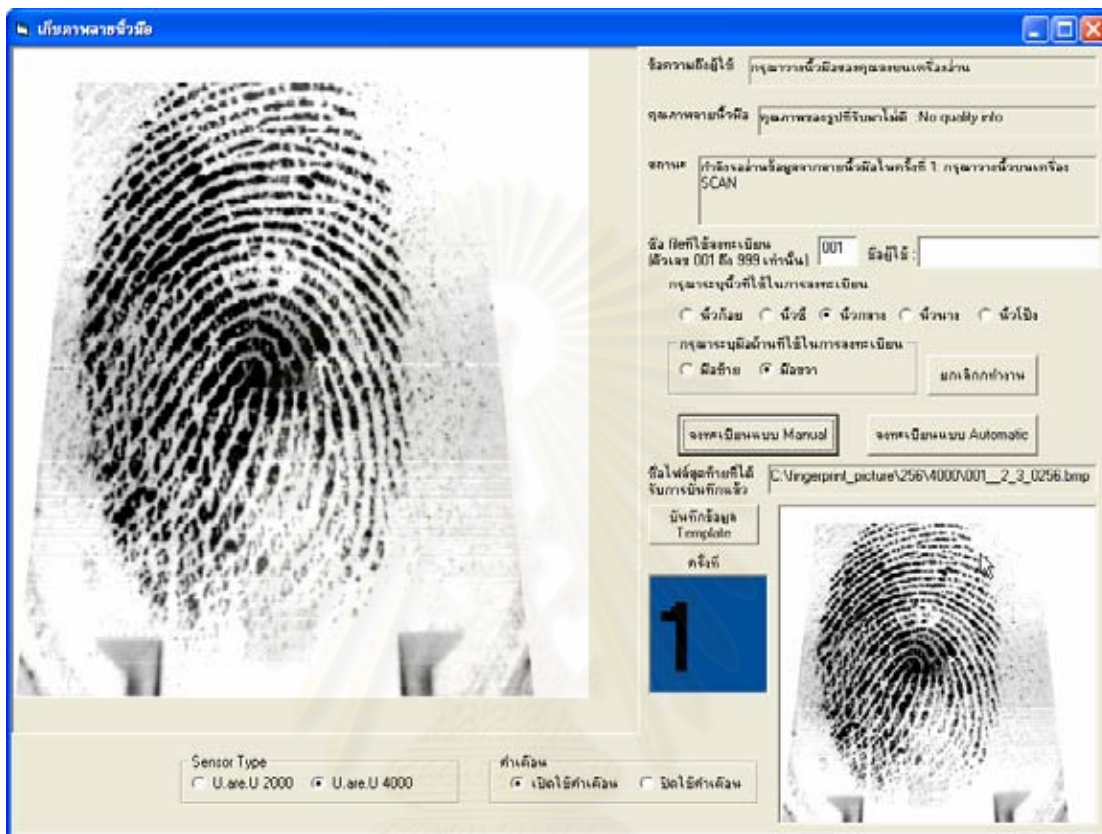 เก็บภาพลายนิ้วมือ
ข้อความถึงผู้ใช้ กรุณาวางนิ้วมือของคุณลงบนเครื่องอ่าน
คุณภาพลายนิ้วมือ คุณภาพของรูปที่รับมาไม่ดี :No quality info
สถานะ กำลังรออ่านข้อมูลจากลายนิ้วมือในครั้งที่ 1. กรุณาวางนิ้วบนเครื่อง
SCAN
ชื่อ fileที่ใช้ลงทะเบียน 001 ชื่อผู้ใช้ :
(ตัวเลข 001 ถึง 999 เท่านั้น)
กรุณาระบุนิ้วที่ใช้ในการลงทะเบียน
นิ้วก้อย นิ้วชี้ นิ้วกลาง นิ้วนาง นิ้วโป้ง
กรุณาระบุมือด้านที่ใช้ในการลงทะเบียน
มือซ้าย มือขวา
ยกเลิกทำงาน
ลงทะเบียนแบบ Manual ลงทะเบียนแบบ Automatic
ชื่อไฟล์สุดท้ายที่ได้ C:\fingerprint_picture\256\4000\001__2_3_0256.bmp
รับการบันทึกแล้ว
บันทึกข้อมูล
Template
ครั้งที่
1
Sensor Type
U.are.U 2000 U.are.U 4000
คำเตือน
เปิดใช้คำเตือน ปิดใช้คำเตือน